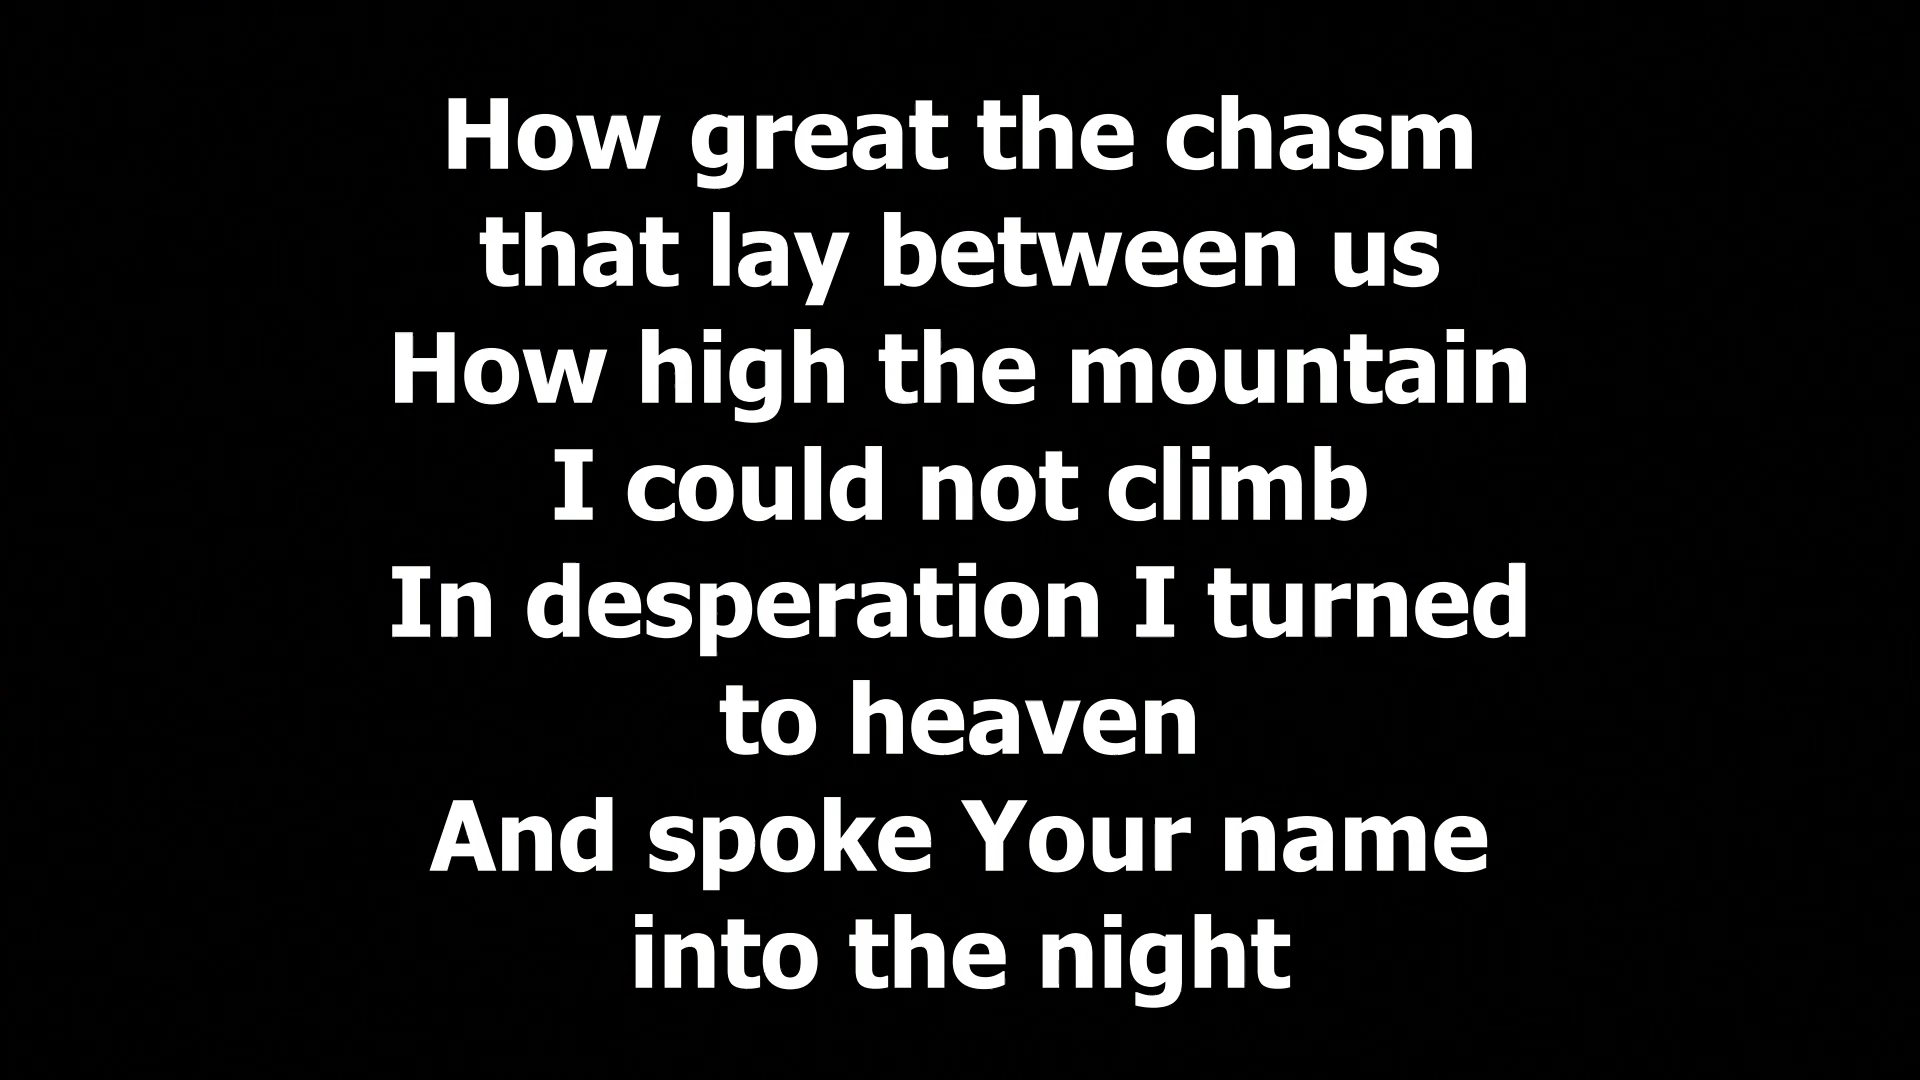 How great the chasm
that lay between us
How high the mountain
I could not climb
In desperation I turned
to heaven
And spoke Your name
into the night